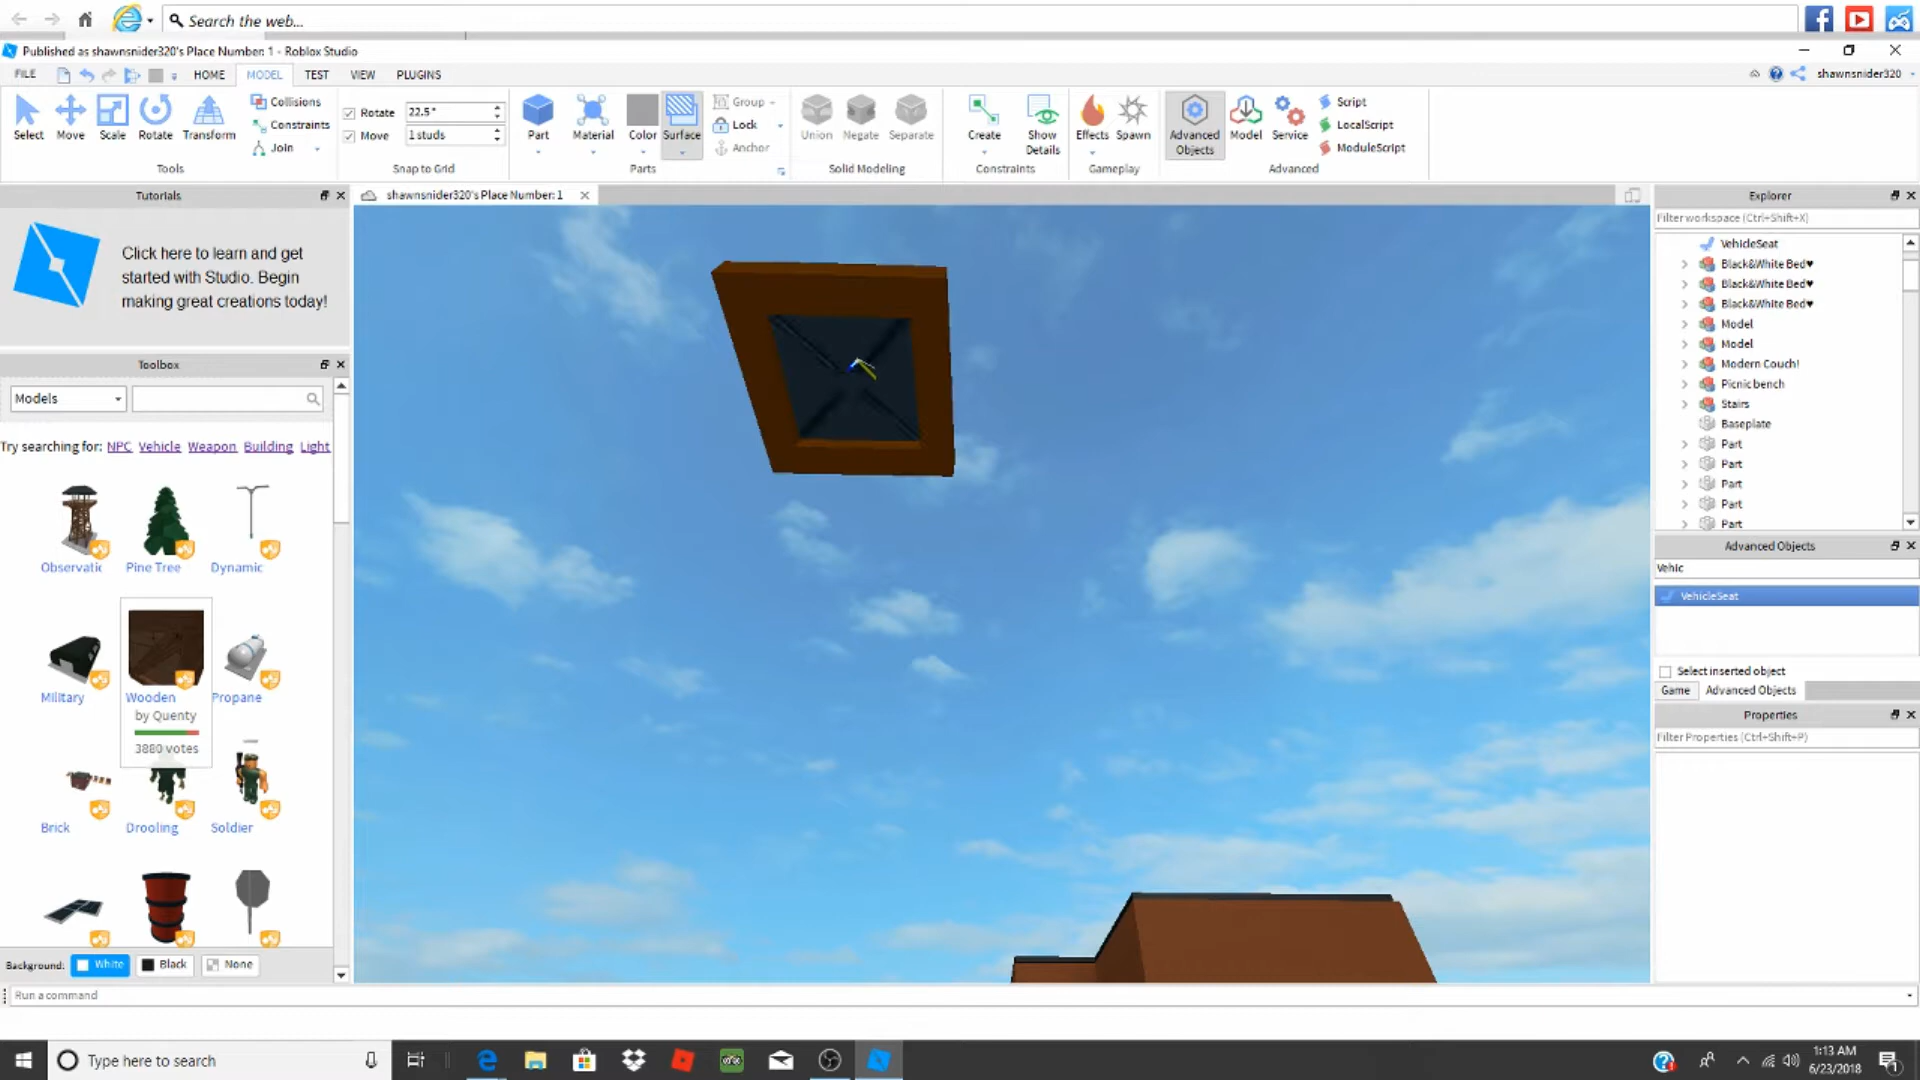 Search the web...
Published as shawnsnider320's Place Number: 1 - Roblox Studio
FILE HOME MODEL TEST VIEW PLUGINS shawnsnider320
Select Move Scale Rotate Transform
Collisions
Constraints
Join
Tools
Rotate 22.5°
Move 1 studs
Snap to Grid
Part Material Color Surface
Group
Lock
Anchor
Parts
Union Negate Separate
Solid Modeling
Create Show Details
Constraints
Effects Spawn
Gameplay
Advanced Objects Model Service
Script
LocalScript
ModuleScript
Advanced
Tutorials
Click here to learn and get
started with Studio. Begin
making great creations today!
Toolbox
Models
Try searching for: NPC Vehicle Weapon Building Light
Observatic Pine Tree Dynamic
Military Wooden Propane
by Quenty
3880 votes
Brick Drooling Soldier
Background: White Black None
Run a command
shawnsnider320's Place Number: 1
Explorer
Filter workspace (Ctrl+Shift+X)
VehicleSeat
Black&White Bed♥
Black&White Bed♥
Black&White Bed♥
Model
Model
Modern Couch!
Picnic bench
Stairs
Baseplate
Part
Part
Part
Part
Part
Advanced Objects
Vehic
VehicleSeat
Select inserted object
Game Advanced Objects
Properties
Filter Properties (Ctrl+Shift+P)
Type here to search
1:13 AM
6/23/2018